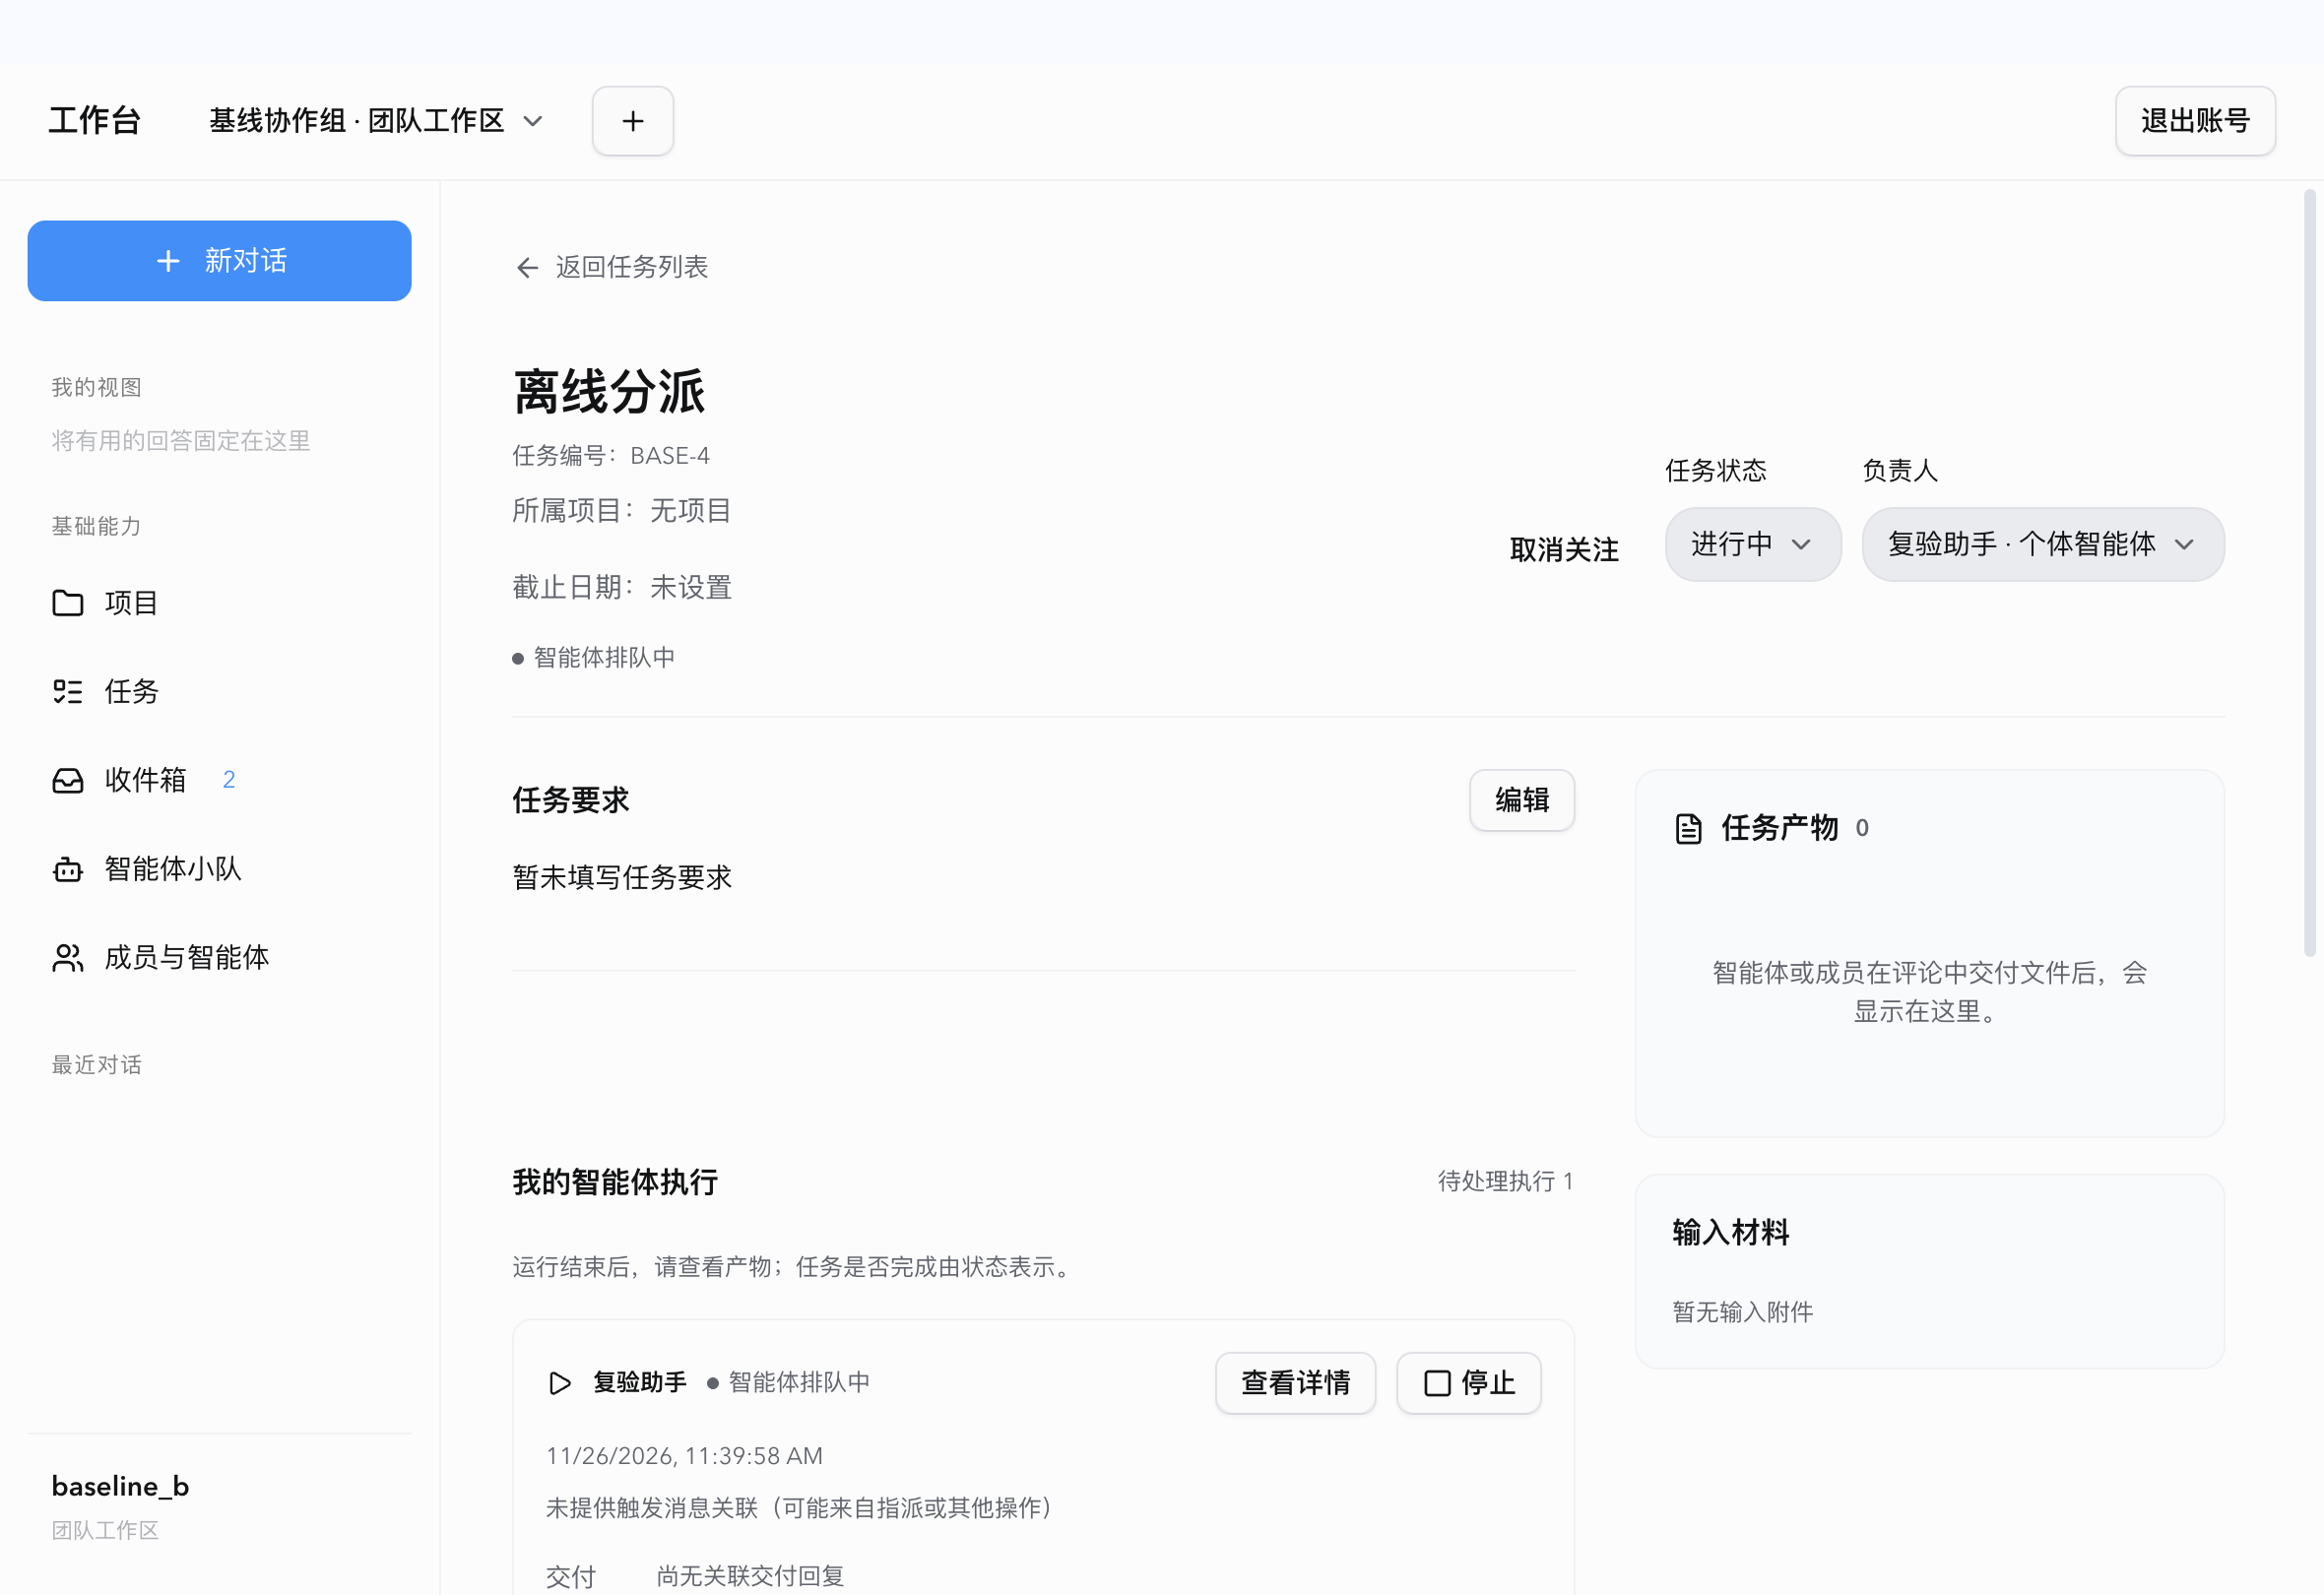 工作台
基线协作组 · 团队工作区
退出账号
新对话
我的视图
将有用的回答固定在这里
基础能力
项目
任务
收件箱 2
智能体小队
成员与智能体
最近对话
baseline_b
团队工作区
返回任务列表
离线分派
任务编号：BASE-4
所属项目：无项目
截止日期：未设置
智能体排队中
取消关注
任务状态
进行中
负责人
复验助手 · 个体智能体
任务要求
编辑
暂未填写任务要求
我的智能体执行
待处理执行 1
运行结束后，请查看产物；任务是否完成由状态表示。
复验助手
智能体排队中
查看详情
停止
11/26/2026, 11:39:58 AM
未提供触发消息关联（可能来自指派或其他操作）
交付
尚无关联交付回复
任务产物 0
智能体或成员在评论中交付文件后，会
显示在这里。
输入材料
暂无输入附件